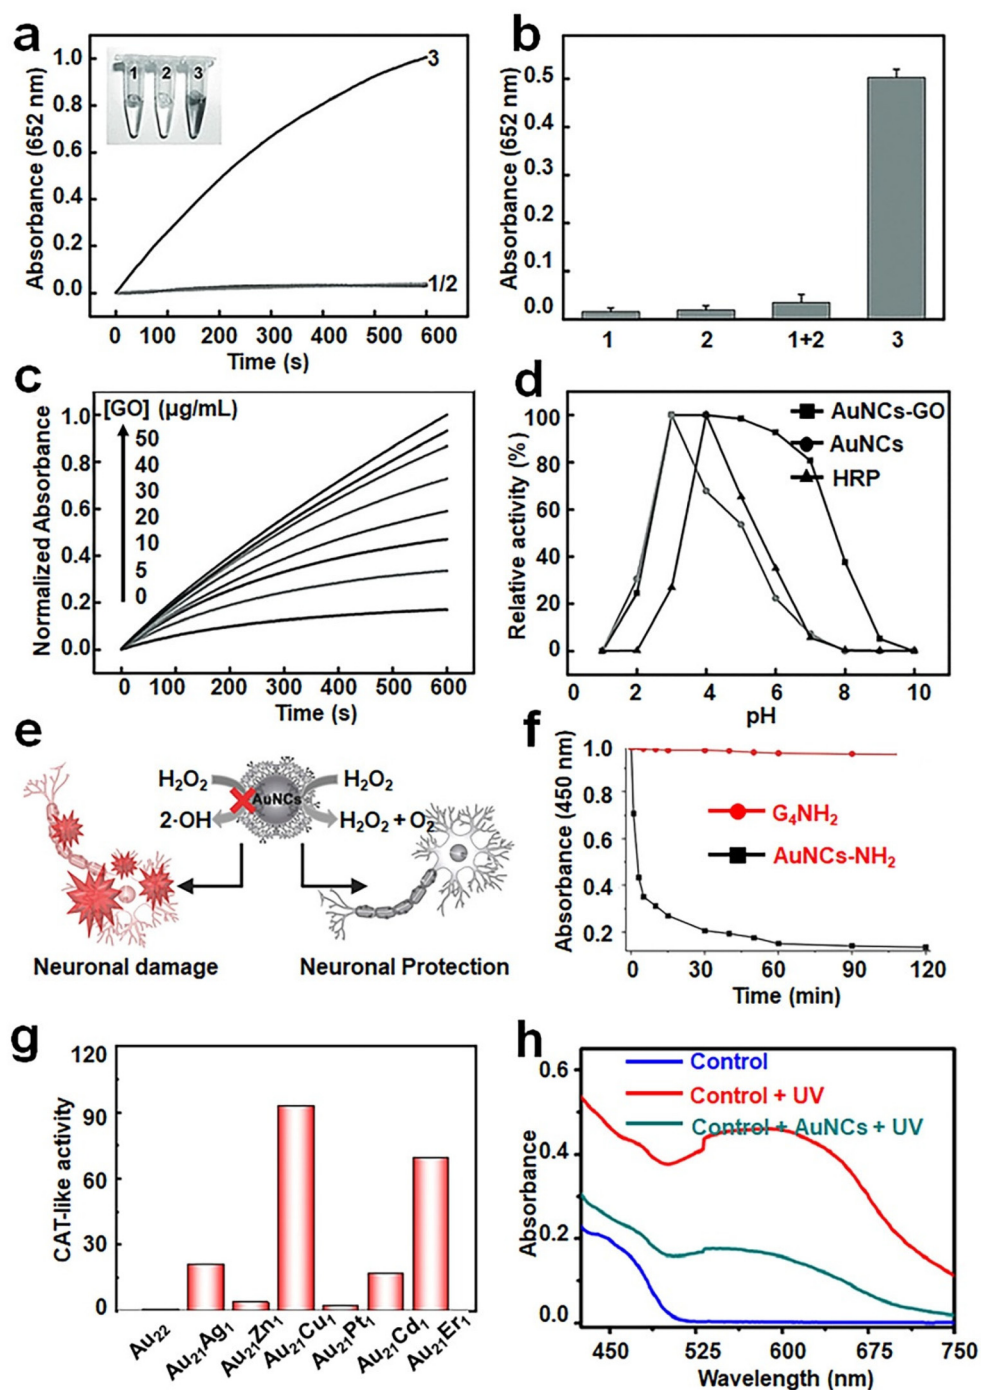 a
1.0
0.8
0.6
0.4
0.2
0.0
Absorbance (652 nm)
1 2 3
3
1/2
0 100 200 300 400 500 600
Time (s)
b
0.5
0.4
0.3
0.2
0.1
0.0
Absorbance (652 nm)
1 2 1+2 3
c
[GO] (μg/mL)
50
40
30
20
10
5
0
1.0
0.8
0.6
0.4
0.2
0.0
Normalized Absorbance
0 100 200 300 400 500 600
Time (s)
d
100
80
60
40
20
0
Relative activity (%)
AuNCs-GO
AuNCs
HRP
0 2 4 6 8 10
pH
e
H₂O₂
H₂O₂
AuNCs
2·OH
H₂O₂ + O₂
Neuronal damage
Neuronal Protection
f
1.0
0.8
0.6
0.4
0.2
Absorbance (450 nm)
G₄NH₂
AuNCs-NH₂
0 30 60 90 120
Time (min)
g
120
90
60
30
0
CAT-like activity
Au₂₂
Au₂₁Ag₁
Au₂₁Zn₁
Au₂₁Cu₁
Au₂₁Pt₁
Au₂₁Cd₁
Au₂₁Er₁
h
0.6
0.4
0.2
0.0
Absorbance
Control
Control + UV
Control + AuNCs + UV
450 525 600 675 750
Wavelength (nm)